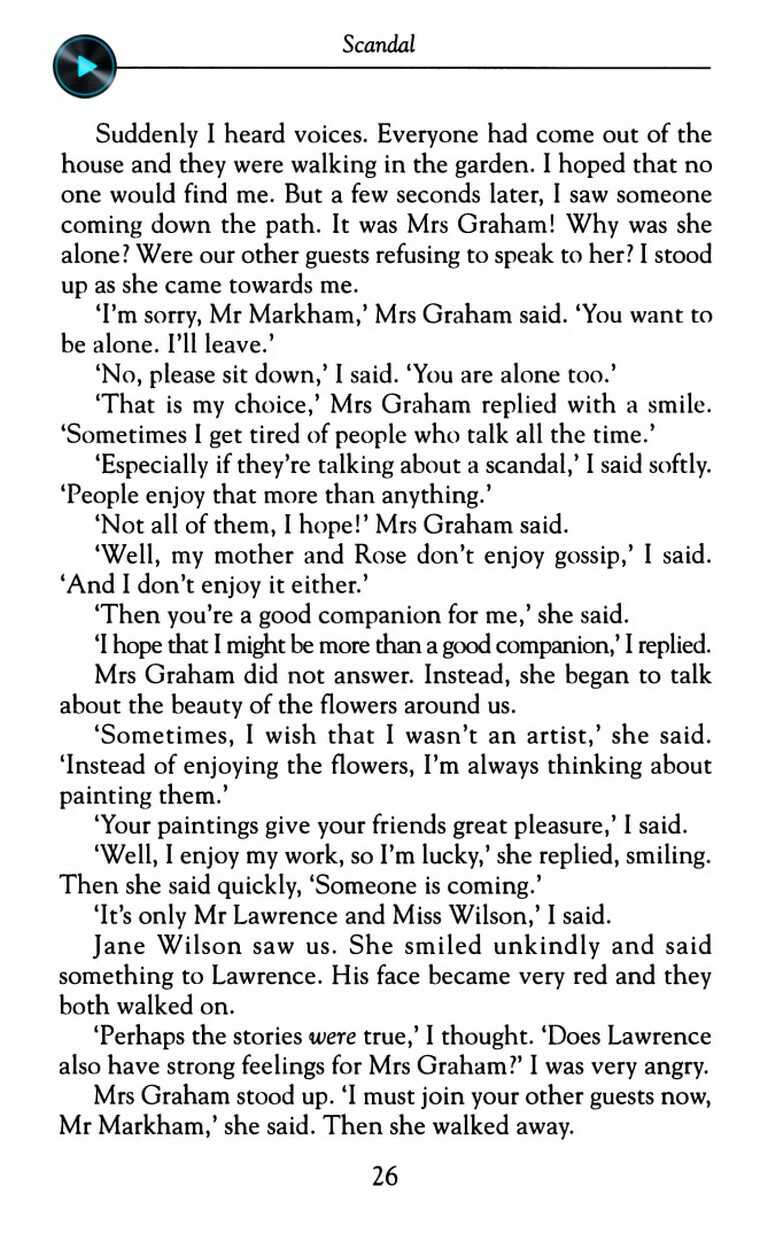 Scandal
Suddenly I heard voices. Everyone had come out of the
house and they were walking in the garden. I hoped that no
one would find me. But a few seconds later, I saw someone
coming down the path. It was Mrs Graham! Why was she
alone? Were our other guests refusing to speak to her? I stood
up as she came towards me.
‘I’m sorry, Mr Markham,’ Mrs Graham said. ‘You want to
be alone. I’ll leave.’
‘No, please sit down,’ I said. ‘You are alone too.’
‘That is my choice,’ Mrs Graham replied with a smile.
‘Sometimes I get tired of people who talk all the time.’
‘Especially if they’re talking about a scandal,’ I said softly.
‘People enjoy that more than anything.’
‘Not all of them, I hope!’ Mrs Graham said.
‘Well, my mother and Rose don’t enjoy gossip,’ I said.
‘And I don’t enjoy it either.’
‘Then you’re a good companion for me,’ she said.
‘I hope that I might be more than a good companion,’ I replied.
Mrs Graham did not answer. Instead, she began to talk
about the beauty of the flowers around us.
‘Sometimes, I wish that I wasn’t an artist,’ she said.
‘Instead of enjoying the flowers, I’m always thinking about
painting them.’
‘Your paintings give your friends great pleasure,’ I said.
‘Well, I enjoy my work, so I’m lucky,’ she replied, smiling.
Then she said quickly, ‘Someone is coming.’
‘It’s only Mr Lawrence and Miss Wilson,’ I said.
Jane Wilson saw us. She smiled unkindly and said
something to Lawrence. His face became very red and they
both walked on.
‘Perhaps the stories were true,’ I thought. ‘Does Lawrence
also have strong feelings for Mrs Graham?’ I was very angry.
Mrs Graham stood up. ‘I must join your other guests now,
Mr Markham,’ she said. Then she walked away.
26